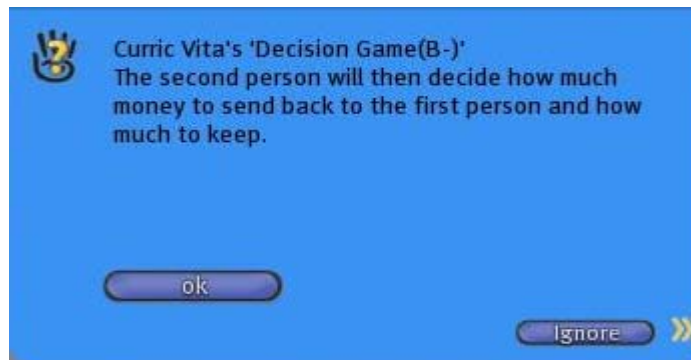 Curric Vita's 'Decision Game(B-)'
The second person will then decide how much
money to send back to the first person and how
much to keep.
ok
Ignore